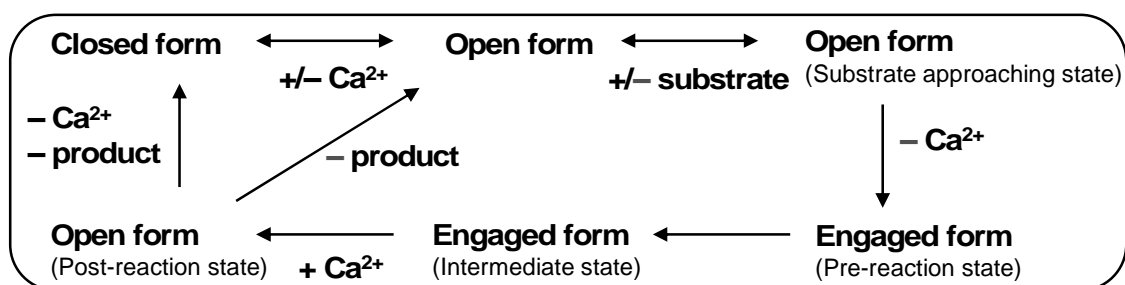 Closed form
Open form
Open form
(Substrate approaching state)
+/– Ca²⁺
+/– substrate
– Ca²⁺
– product
– product
– Ca²⁺
Open form
(Post-reaction state)
+ Ca²⁺
Engaged form
(Intermediate state)
Engaged form
(Pre-reaction state)